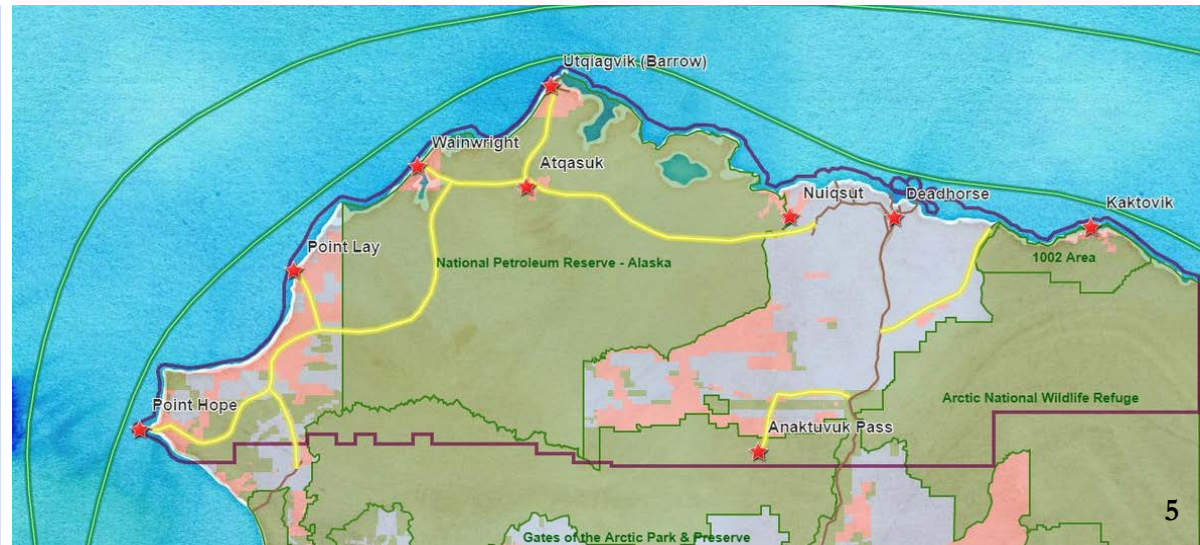 Utqiagvik (Barrow)
Wainwright
Atqasuk
Nuiqsut
Deadhorse
Kaktovik
Point Lay
National Petroleum Reserve - Alaska
1002 Area
Point Hope
Arctic National Wildlife Refuge
Anaktuvuk Pass
Gates of the Arctic Park & Preserve
5